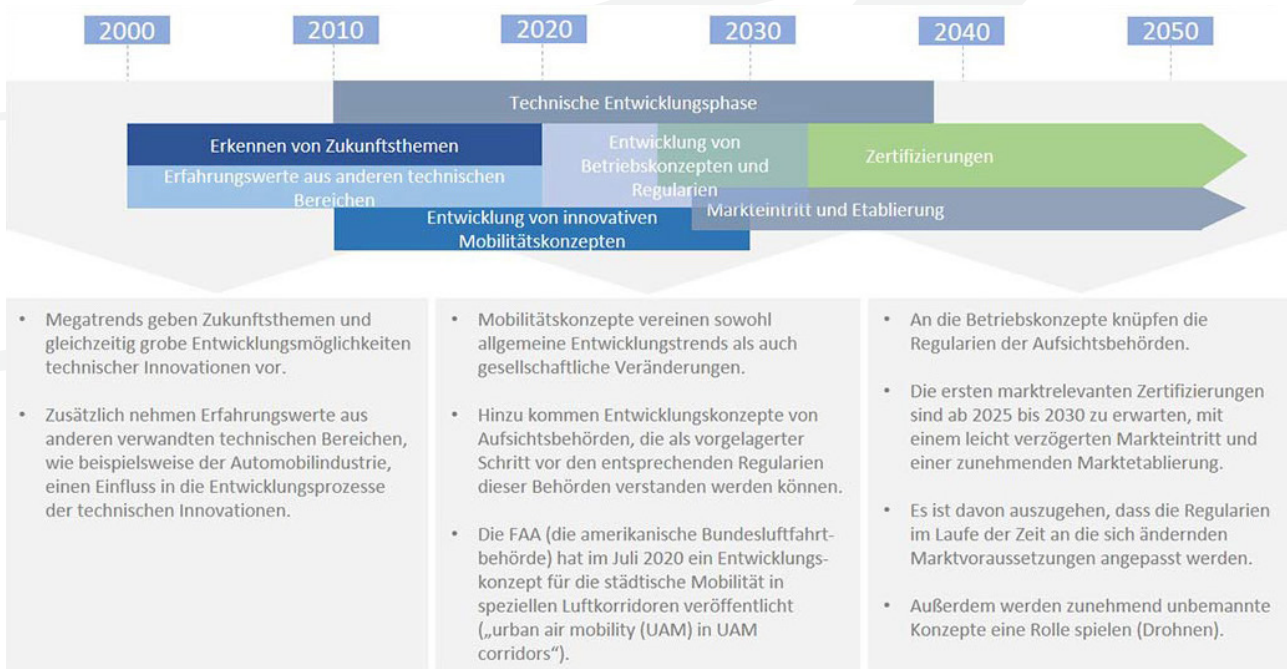 2000
2010
2020
2030
2040
2050
Technische Entwicklungsphase
Erkennen von Zukunftsthemen
Erfahrungswerte aus anderen technischen
Bereichen
Entwicklung von
Betriebskonzepten und
Regularien
Zertifizierungen
Markteintritt und Etablierung
Entwicklung von innovativen
Mobilitätskonzepten
• Megatrends geben Zukunftsthemen und
gleichzeitig grobe Entwicklungsmöglichkeiten
technischer Innovationen vor.
• Zusätzlich nehmen Erfahrungswerte aus
anderen verwandten technischen Bereichen,
wie beispielsweise der Automobilindustrie,
einen Einfluss in die Entwicklungsprozesse
der technischen Innovationen.
• Mobilitätskonzepte vereinen sowohl
allgemeine Entwicklungstrends als auch
gesellschaftliche Veränderungen.
• Hinzu kommen Entwicklungskonzepte von
Aufsichtsbehörden, die als vorgelagerter
Schritt vor den entsprechenden Regularien
dieser Behörden verstanden werden können.
• Die FAA (die amerikanische Bundesluftfahrt-
behörde) hat im Juli 2020 ein Entwicklungs-
konzept für die städtische Mobilität in
speziellen Luftkorridoren veröffentlicht
(„urban air mobility (UAM) in UAM
corridors“).
• An die Betriebskonzepte knüpfen die
Regularien der Aufsichtsbehörden.
• Die ersten marktrelevanten Zertifizierungen
sind ab 2025 bis 2030 zu erwarten, mit
einem leicht verzögerten Markteintritt und
einer zunehmenden Marktetablierung.
• Es ist davon auszugehen, dass die Regularien
im Laufe der Zeit an die sich ändernden
Marktvoraussetzungen angepasst werden.
• Außerdem werden zunehmend unbemannte
Konzepte eine Rolle spielen (Drohnen).